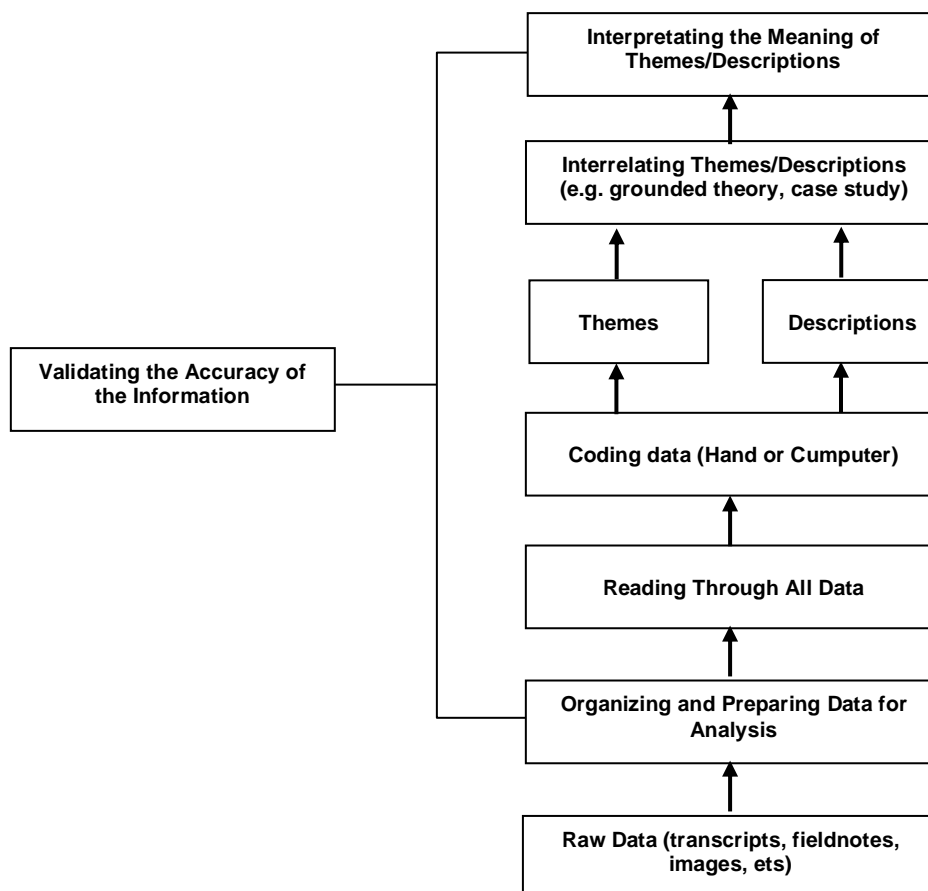 Interpretating the Meaning of
Themes/Descriptions
Interrelating Themes/Descriptions
(e.g. grounded theory, case study)
Themes
Descriptions
Validating the Accuracy of
the Information
Coding data (Hand or Cumputer)
Reading Through All Data
Organizing and Preparing Data for
Analysis
Raw Data (transcripts, fieldnotes,
images, ets)